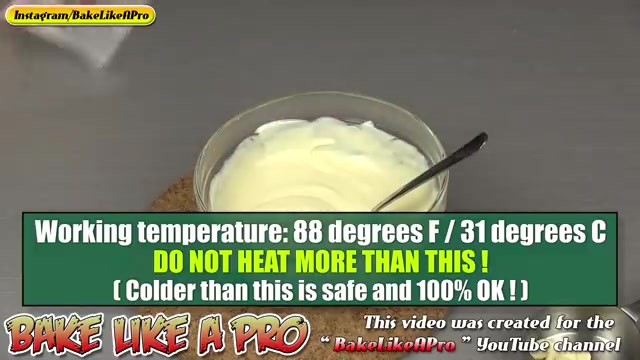 Instagram/BakeLikeAPro
Working temperature: 88 degrees F / 31 degrees C
DO NOT HEAT MORE THAN THIS !
( Colder than this is safe and 100% OK ! )
BAKE LIKE A PRO
This video was created for the
“ BakeLikeAPro ” YouTube channel